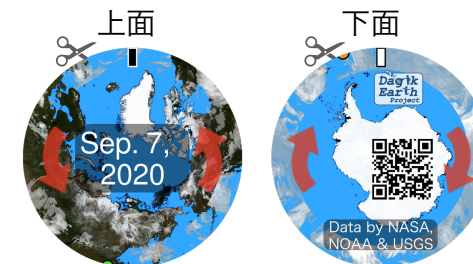 上面
下面
Sep. 7,
2020
Dagik
Earth
Project
Data by NASA,
NOAA & USGS